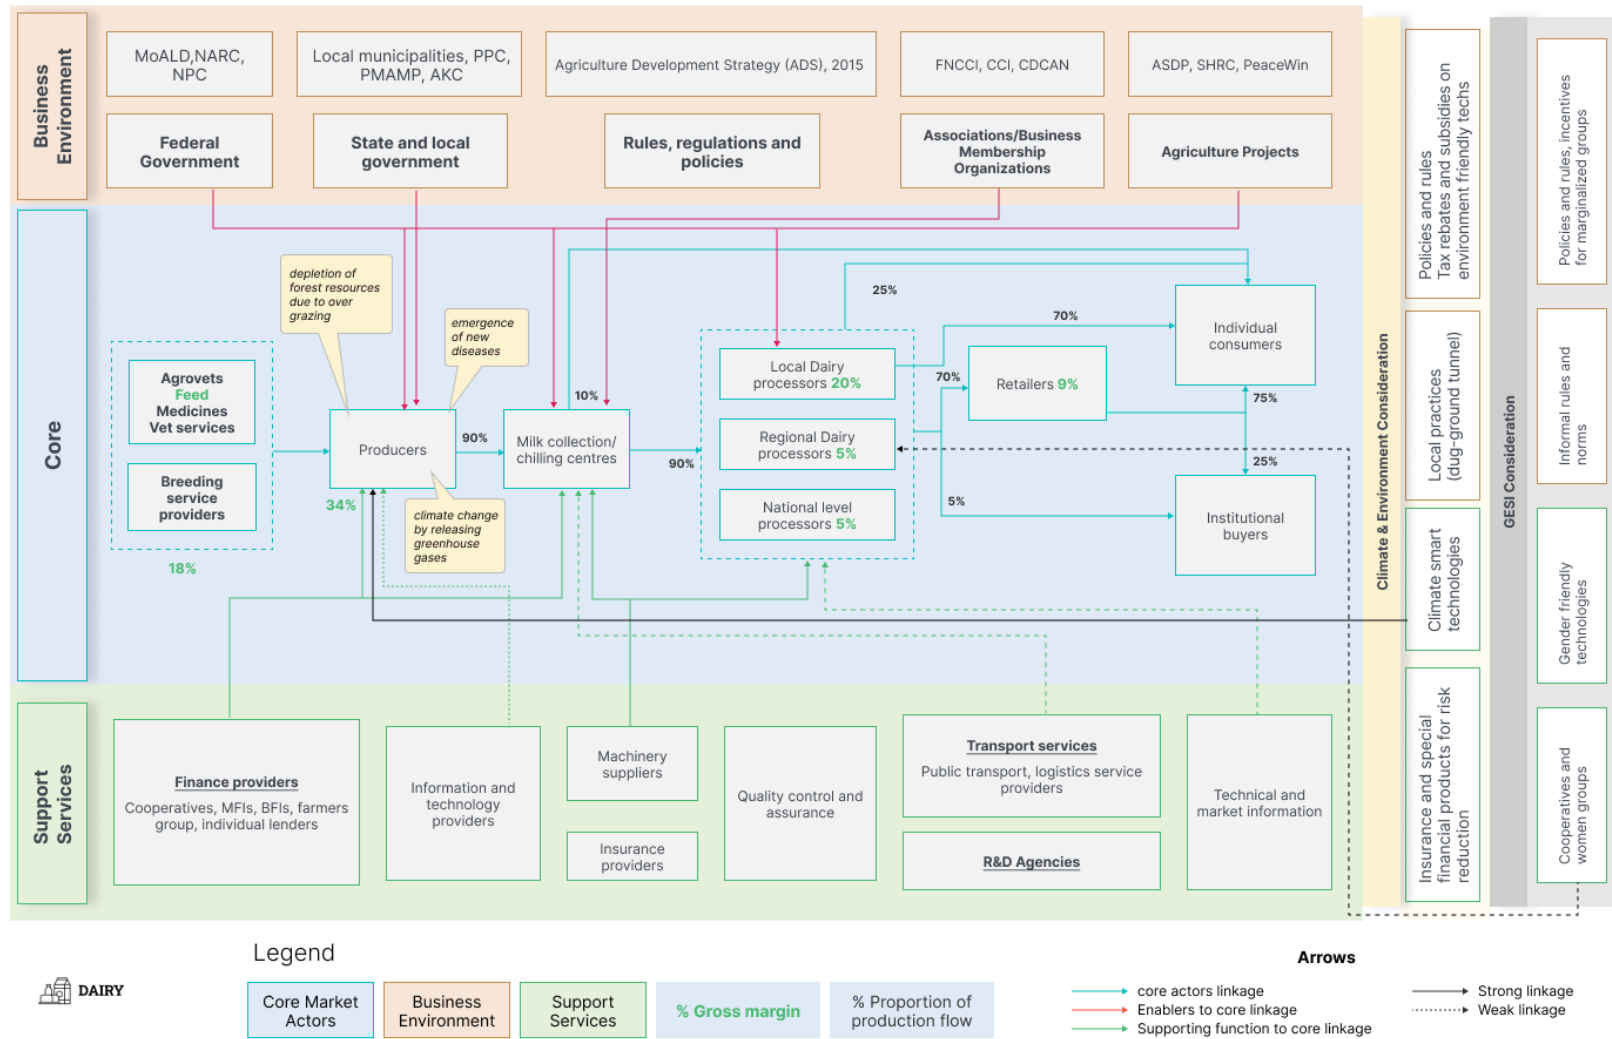 Business
Environment
MoALD,NARC,
NPC
Local municipalities, PPC,
PMAMP, AKC
Agriculture Development Strategy (ADS), 2015
FNCCI, CCI, CDCAN
ASDP, SHRC, PeaceWin
Federal
Government
State and local
government
Rules, regulations and
policies
Associations/Business
Membership
Organizations
Agriculture Projects
Core
depletion of
forest resources
due to over
grazing
emergence
of new
diseases
climate change
by releasing
greenhouse
gases
Agrovets
Feed
Medicines
Vet services
Breeding
service
providers
18%
Producers
34%
90%
Milk collection/
chilling centres
10%
90%
Local Dairy
processors 20%
Regional Dairy
processors 5%
National level
processors 5%
25%
70%
70%
Retailers 9%
5%
Individual
consumers
75%
25%
Institutional
buyers
Support
Services
Finance providers
Cooperatives, MFIs, BFIs, farmers
group, individual lenders
Information and
technology
providers
Machinery
suppliers
Insurance
providers
Quality control and
assurance
Transport services
Public transport, logistics service
providers
R&D Agencies
Technical and
market information
Climate & Environment Consideration
Policies and rules
Tax rebates and subsidies on
environment friendly techs
Local practices
(dug-ground tunnel)
Climate smart
technologies
Insurance and special
financial products for risk
reduction
GESI Consideration
Policies and rules, incentives
for marginalized groups
Informal rules and
norms
Gender friendly
technologies
Cooperatives and
women groups
DAIRY
Legend
Core Market
Actors
Business
Environment
Support
Services
% Gross margin
% Proportion of
production flow
Arrows
core actors linkage
Enablers to core linkage
Supporting function to core linkage
Strong linkage
Weak linkage